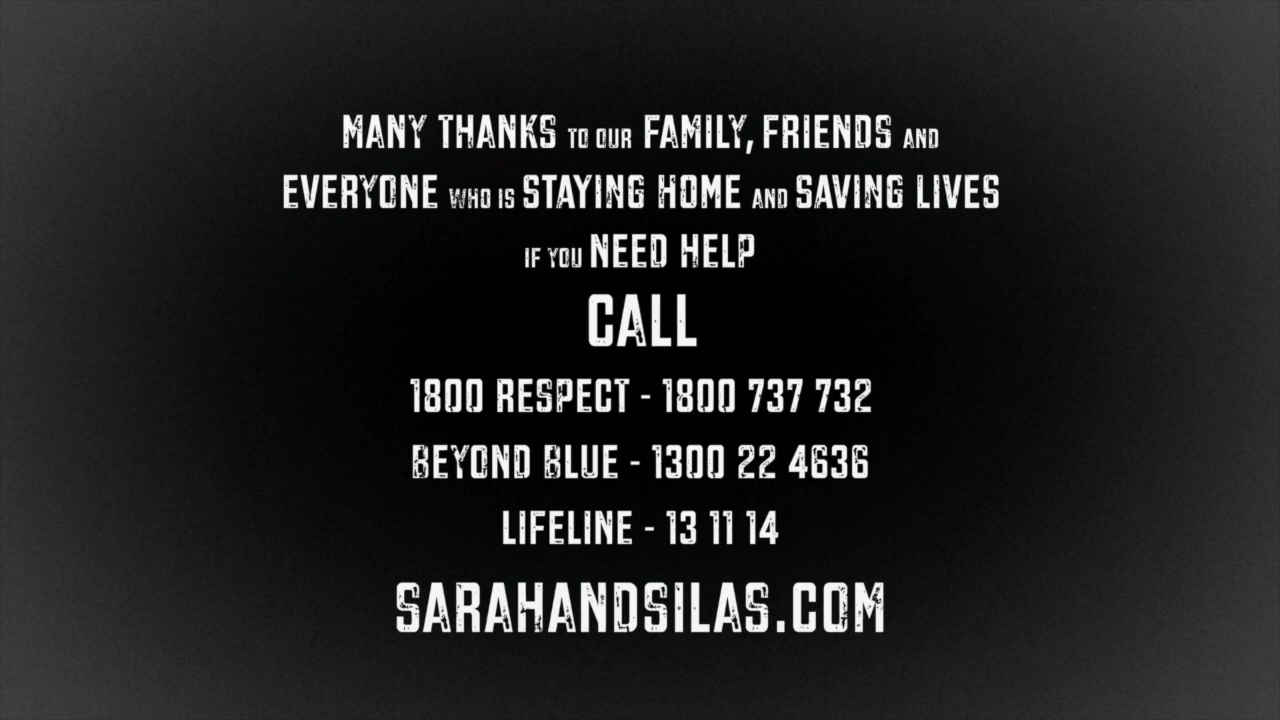 MANY THANKS TO OUR FAMILY, FRIENDS AND
EVERYONE WHO IS STAYING HOME AND SAVING LIVES
IF YOU NEED HELP
CALL
1800 RESPECT - 1800 737 732
BEYOND BLUE - 1300 22 4636
LIFELINE - 13 11 14
SARAHANDSILAS.COM